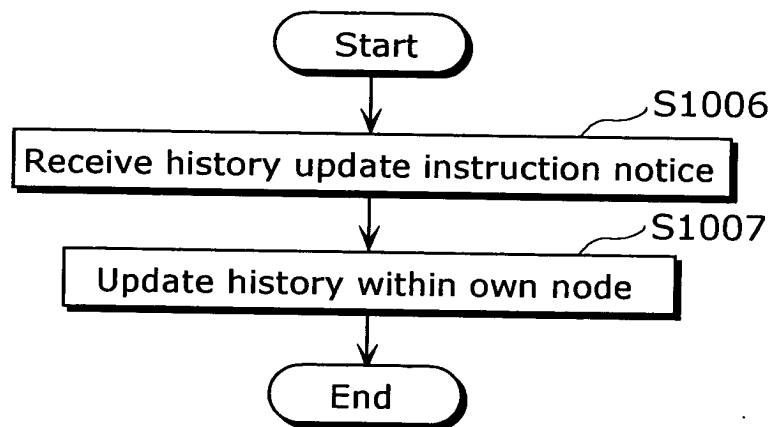 Start
S1006
Receive history update instruction notice
S1007
Update history within own node
End